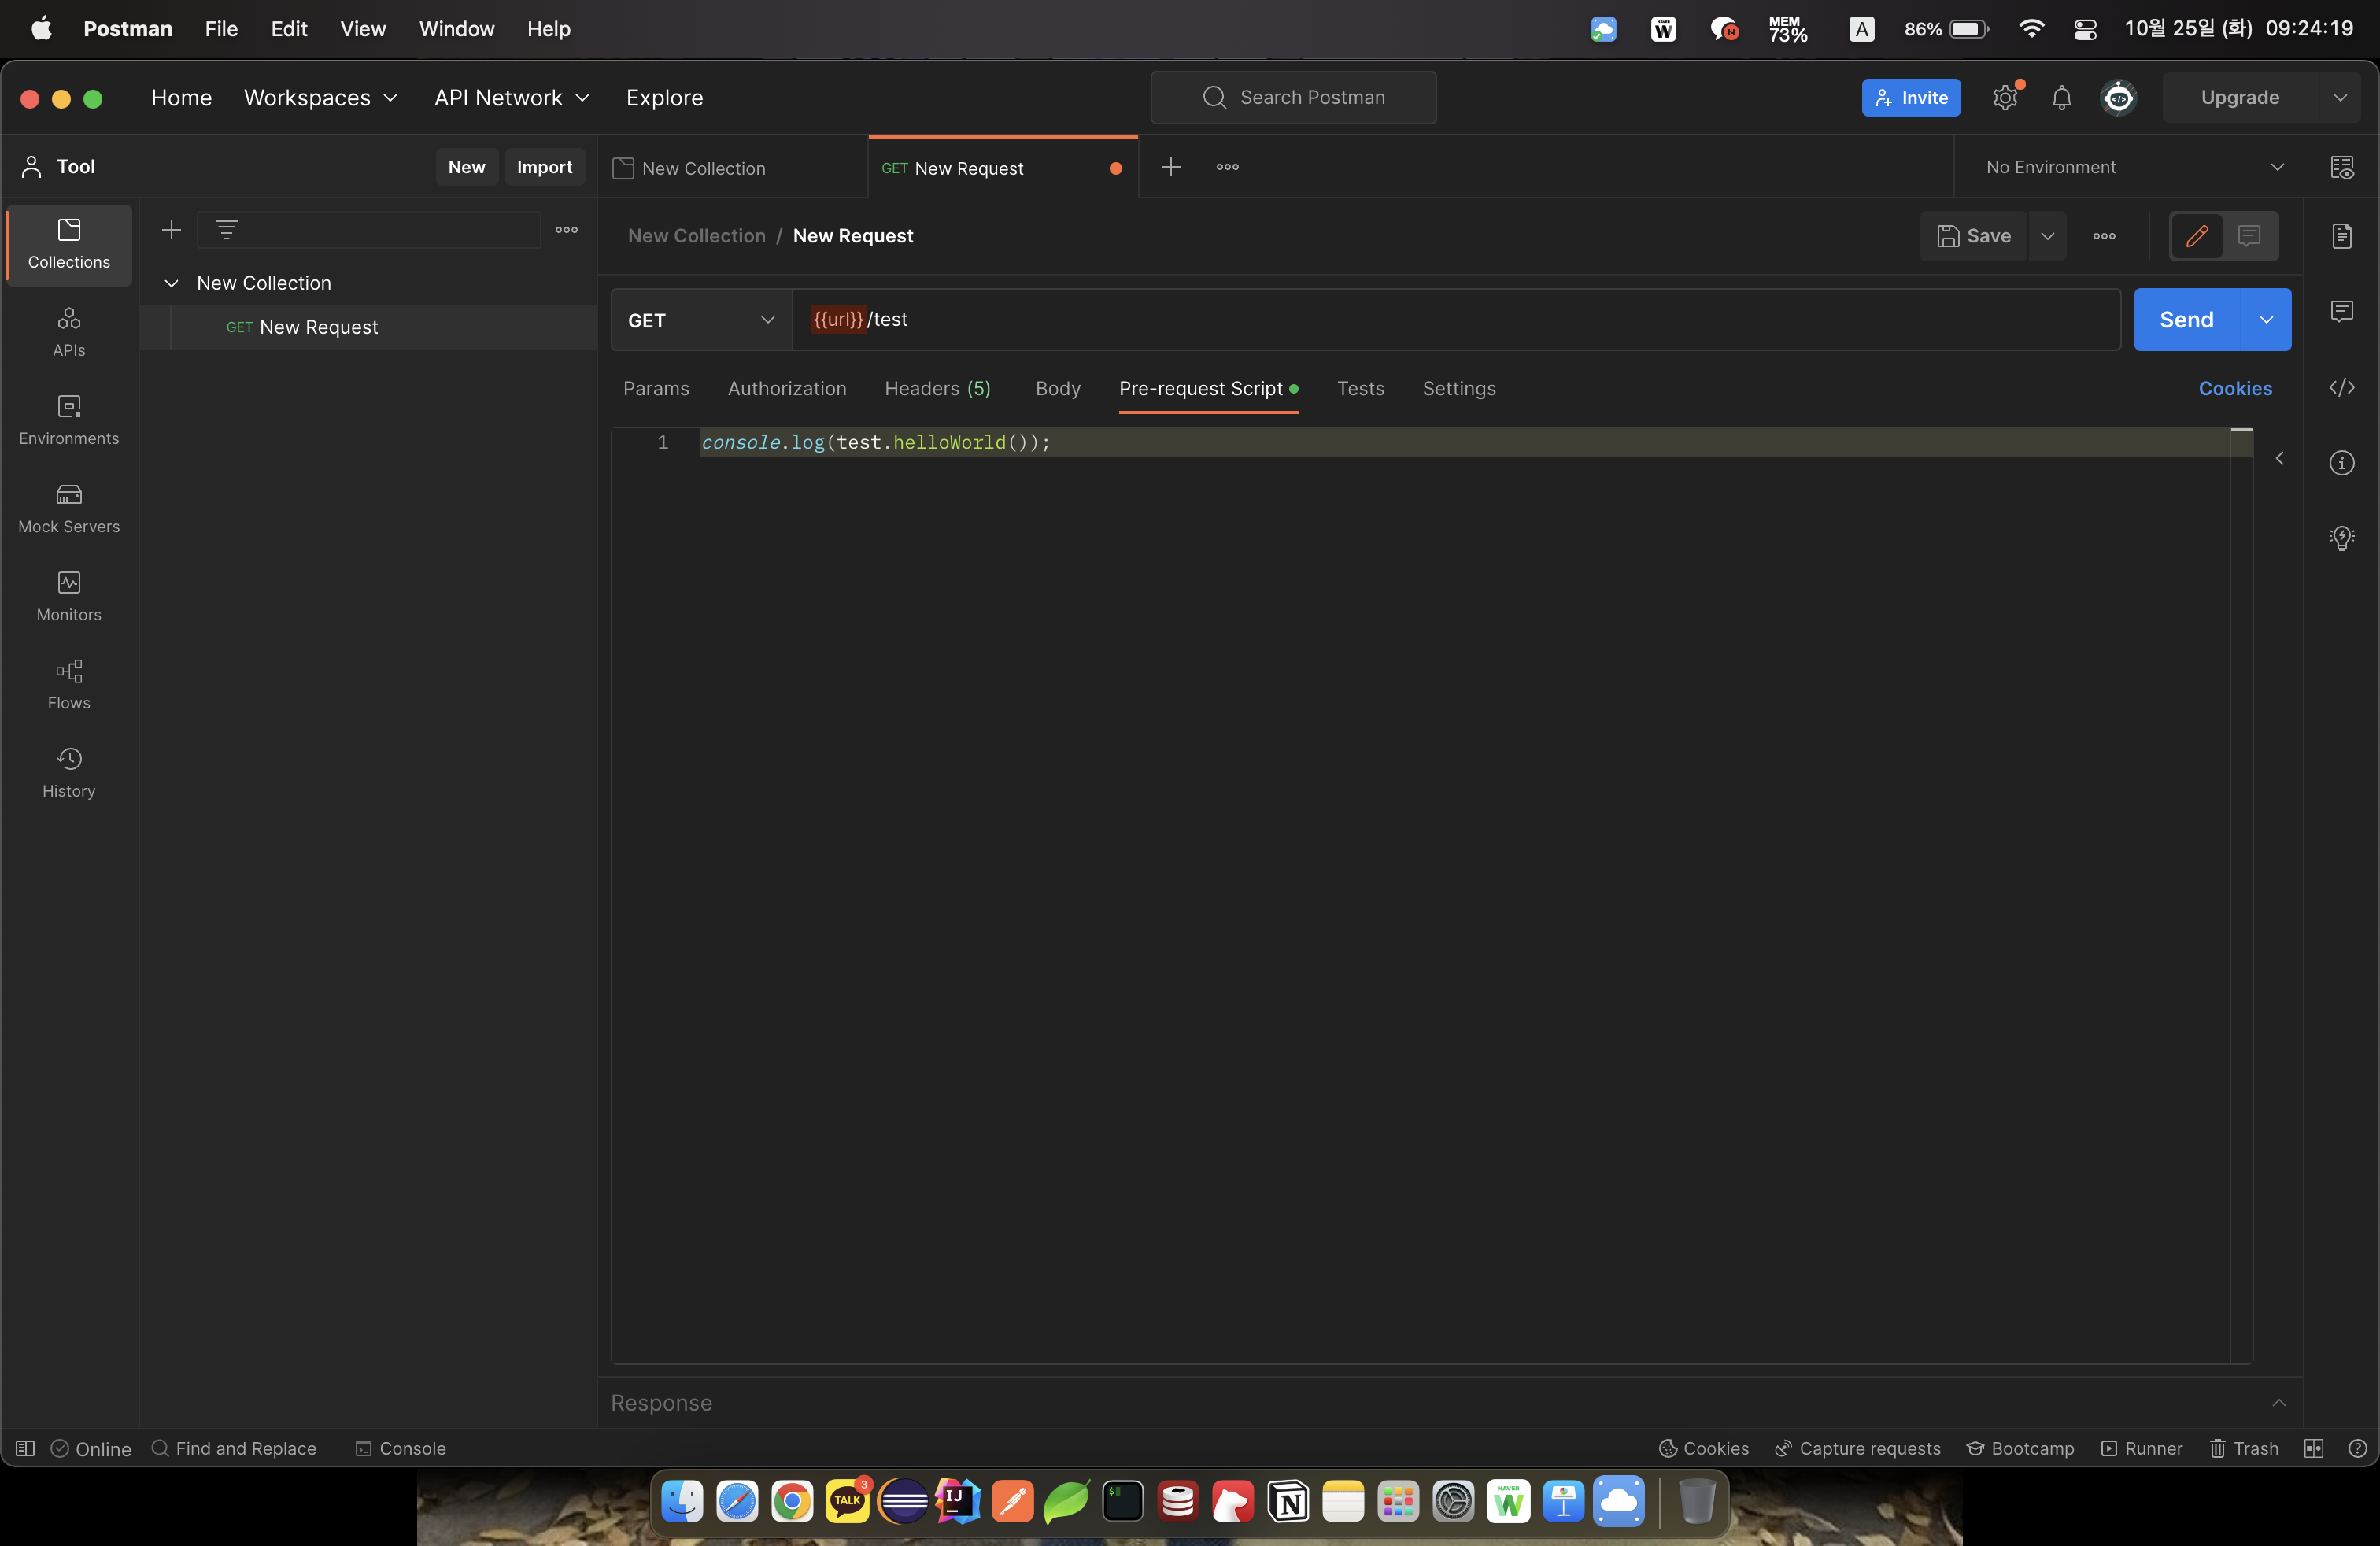 Postman File Edit View Window Help
W N MEM 73% A 86% 10월 25일 (화) 09:24:19
Home Workspaces API Network Explore
Search Postman
Invite Upgrade
Tool New Import
New Collection GET New Request No Environment
Collections
New Collection
GET New Request
APIs
Environments
Mock Servers
Monitors
Flows
History
New Collection / New Request Save
GET {{url}}/test Send
Params Authorization Headers (5) Body Pre-request Script Tests Settings Cookies
1 console.log(test.helloWorld());
Response
Online Find and Replace Console Cookies Capture requests Bootcamp Runner Trash
TALK 3 IJ $ N NAVER W